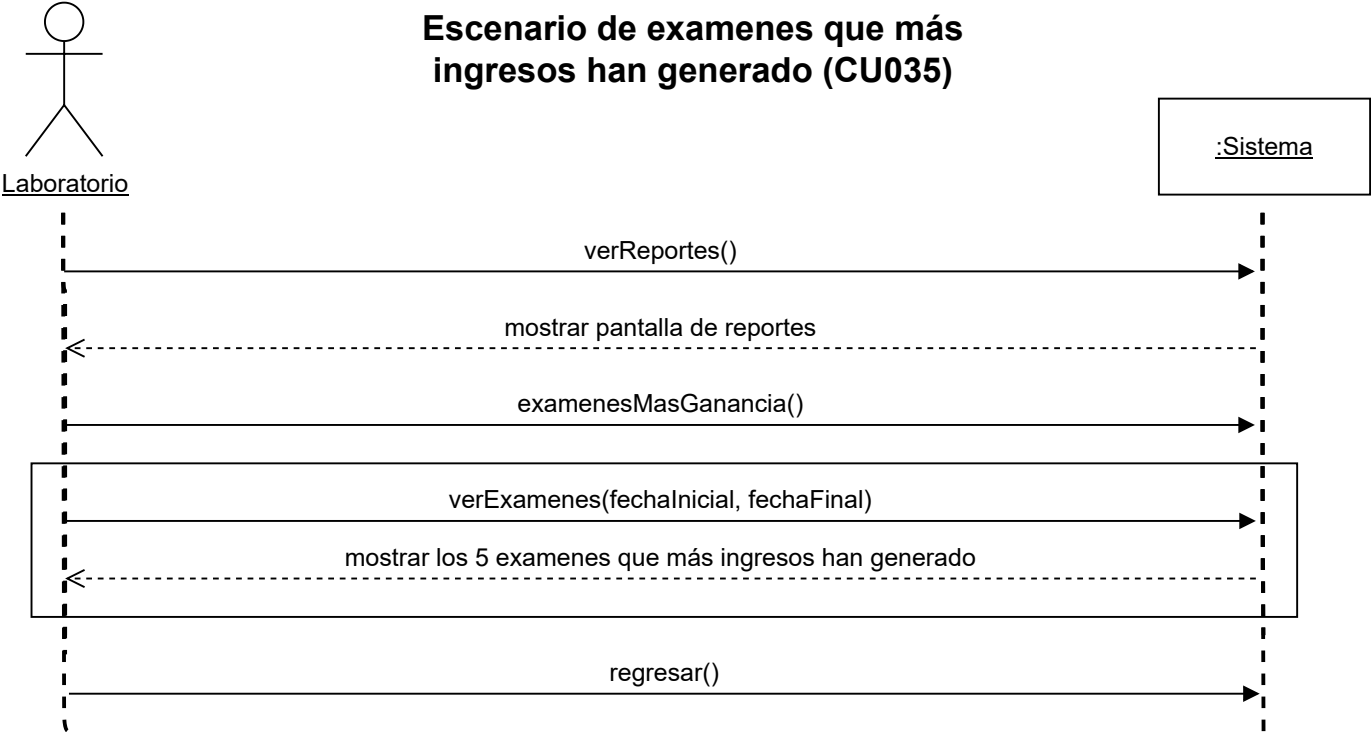 Escenario de examenes que más
ingresos han generado (CU035)
:Sistema
Laboratorio
verReportes()
mostrar pantalla de reportes
examenesMasGanancia()
verExamenes(fechaInicial, fechaFinal)
mostrar los 5 examenes que más ingresos han generado
regresar()